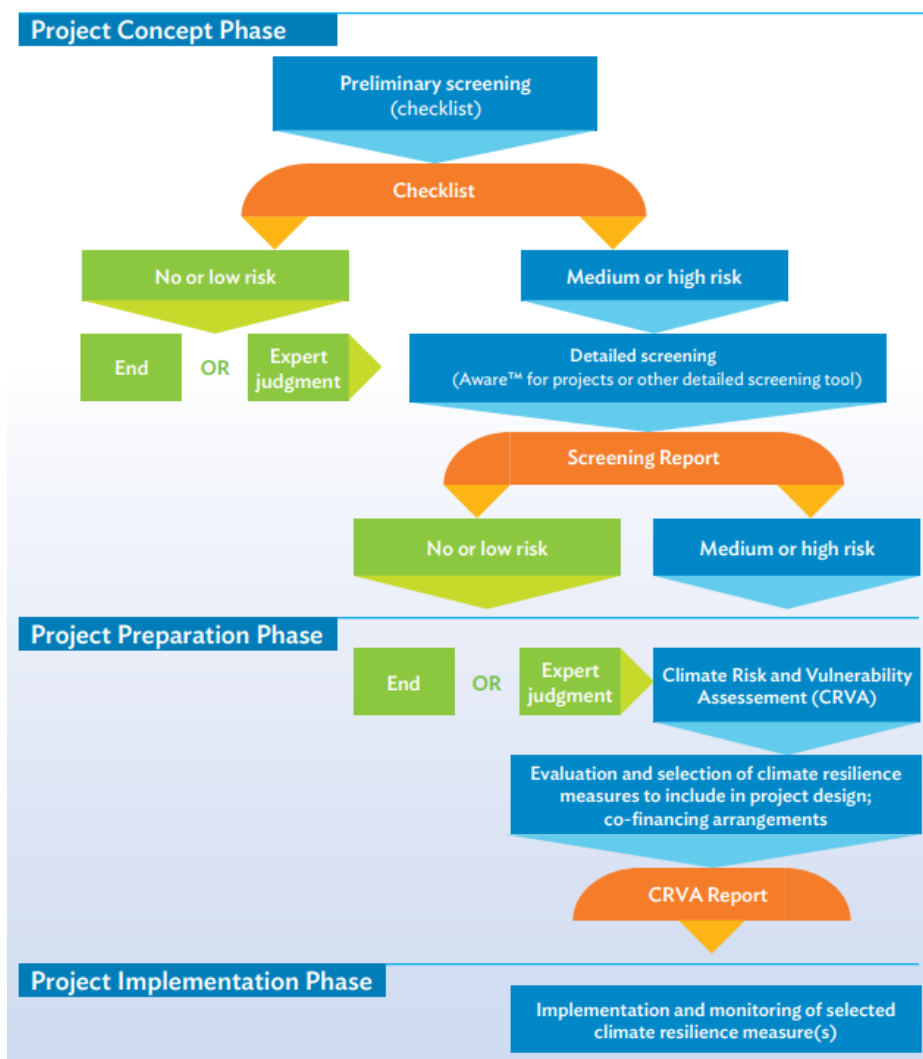 Project Concept Phase
Preliminary screening
(checklist)
Checklist
No or low risk
Medium or high risk
End
OR
Expert
judgment
Detailed screening
(Aware™ for projects or other detailed screening tool)
Screening Report
No or low risk
Medium or high risk
Project Preparation Phase
End
OR
Expert
judgment
Climate Risk and Vulnerability
Assessement (CRVA)
Evaluation and selection of climate resilience
measures to include in project design;
co-financing arrangements
CRVA Report
Project Implementation Phase
Implementation and monitoring of selected
climate resilience measure(s)